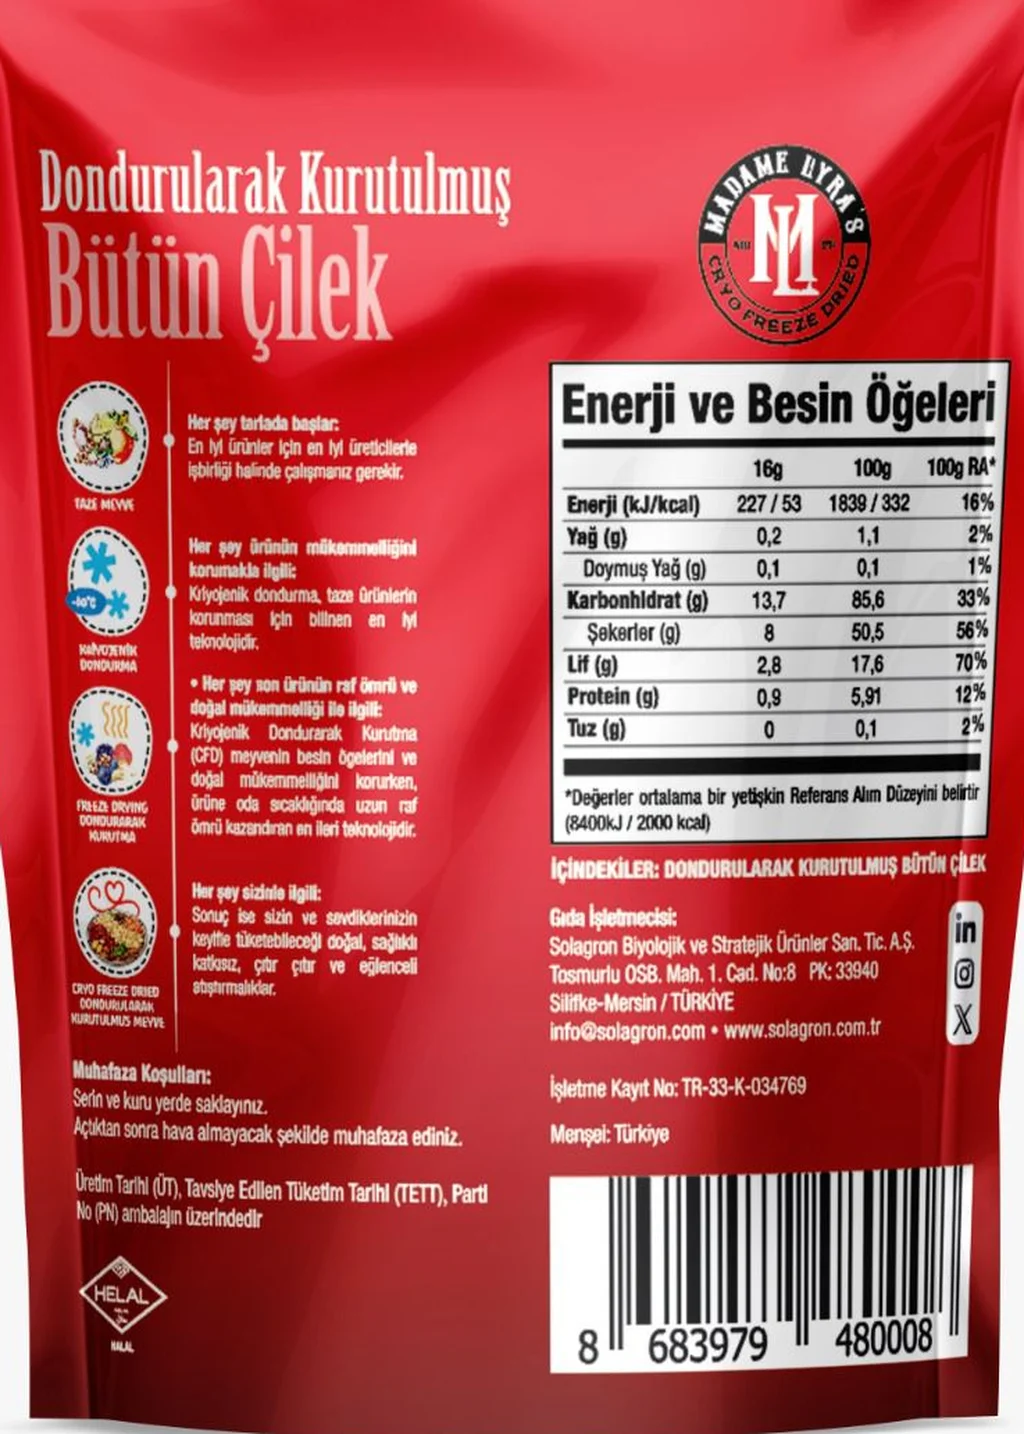 Dondurularak Kurutulmuş
Bütün Çilek
MADAME LYRA'S
ML
CRYO FREEZE DRIED
TAZE MEYVE
Her şey tarlada başlar:
En iyi ürünler için en iyi üreticilerle
işbirliği halinde çalışmanız gerekir.
KRİYOJENİK
DONDURMA
Her şey ürünün mükemmelliğini
korumakla ilgili:
Kriyojenik dondurma, taze ürünlerin
korunması için bilinen en iyi
teknolojidir.
FREEZE DRYING
DONDURARAK
KURUTMA
• Her şey son ürünün raf ömrü ve
doğal mükemmelliği ile ilgili:
Kriyojenik Dondurarak Kurutma
(CFD) meyvenin besin ögelerini ve
doğal mükemmelliğini korurken,
ürüne oda sıcaklığında uzun raf
ömrü kazandıran en ileri teknolojidir.
CRYO FREEZE DRIED
DONDURULARAK
KURUTULMUŞ MEYVE
Her şey sizinle ilgili:
Sonuç ise sizin ve sevdiklerinizin
keyifle tüketebileceği doğal, sağlıklı
katkısız, çıtır çıtır ve eğlenceli
atıştırmalıklar.
Muhafaza Koşulları:
Serin ve kuru yerde saklayınız.
Açtıktan sonra hava almayacak şekilde muhafaza ediniz.
Üretim Tarihi (ÜT), Tavsiye Edilen Tüketim Tarihi (TETT), Parti
No (PN) ambalajın üzerindedir
HELAL
HALAL
Enerji ve Besin Öğeleri
16g 100g 100g RA*
Enerji (kJ/kcal) 227 / 53 1839 / 332 16%
Yağ (g) 0,2 1,1 2%
Doymuş Yağ (g) 0,1 0,1 1%
Karbonhidrat (g) 13,7 85,6 33%
Şekerler (g) 8 50,5 56%
Lif (g) 2,8 17,6 70%
Protein (g) 0,9 5,91 12%
Tuz (g) 0 0,1 2%
*Değerler ortalama bir yetişkin Referans Alım Düzeyini belirtir
(8400kJ / 2000 kcal)
İÇİNDEKİLER: DONDURULARAK KURUTULMUŞ BÜTÜN ÇİLEK
Gıda İşletmecisi:
Solagron Biyolojik ve Stratejik Ürünler San. Tic. A.Ş.
Tosmurlu OSB. Mah. 1. Cad. No:8 PK: 33940
Silifke-Mersin / TÜRKİYE
info@solagron.com • www.solagron.com.tr
in
X
İşletme Kayıt No: TR-33-K-034769
Menşei: Türkiye
8 683979 480008